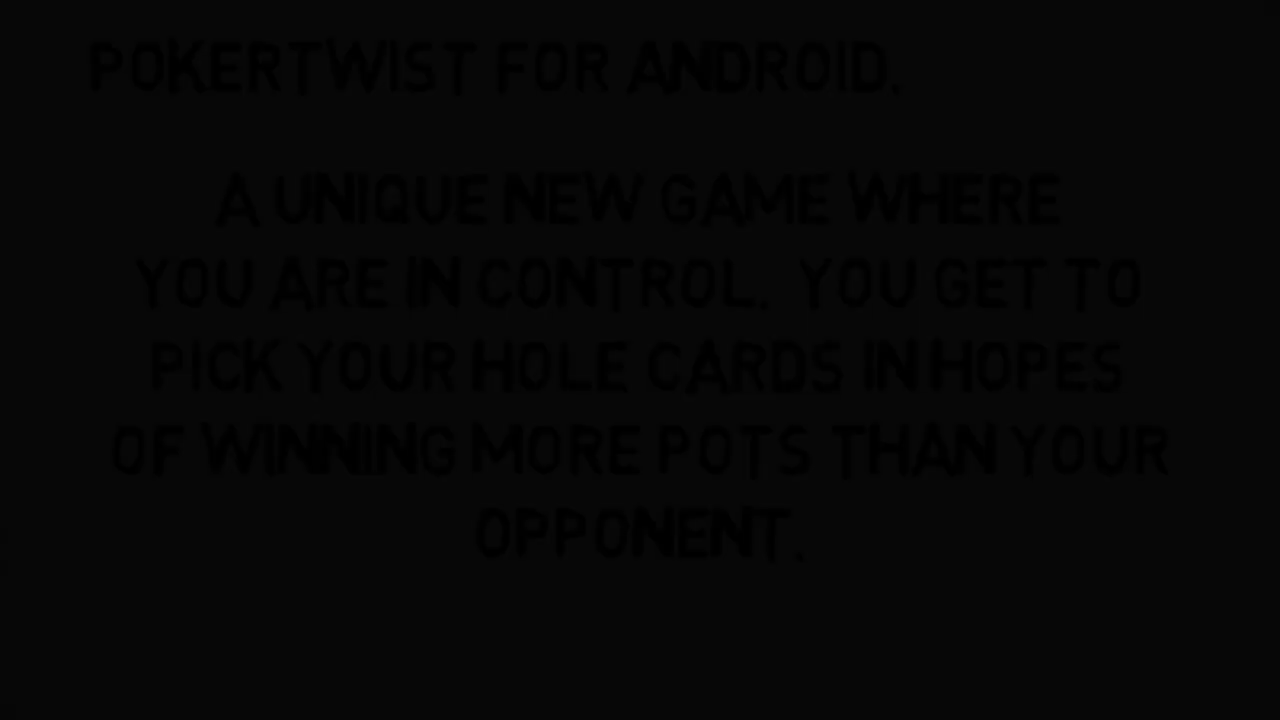 POKERTWIST FOR ANDROID.
A UNIQUE NEW GAME WHERE
YOU ARE IN CONTROL. YOU GET TO
PICK YOUR HOLE CARDS IN HOPES
OF WINNING MORE POTS THAN YOUR
OPPONENT.